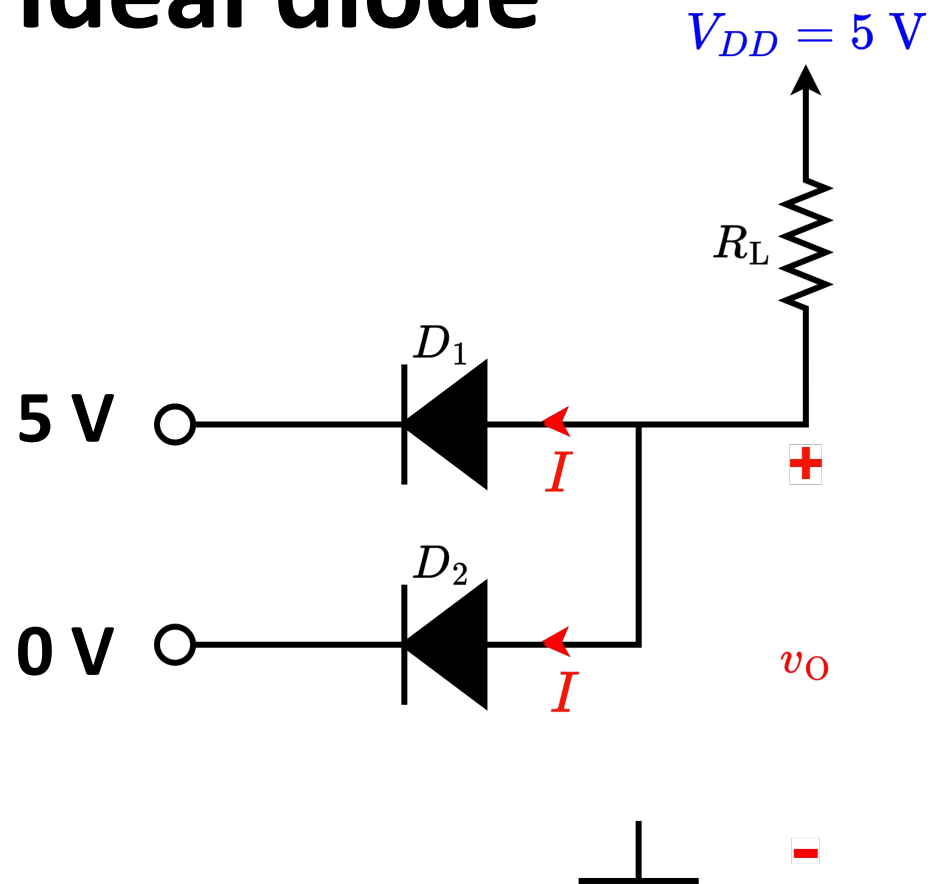 Ideal diode
V_DD = 5 V
R_L
D_1
5 V
+
I
D_2
0 V
v_O
I
-